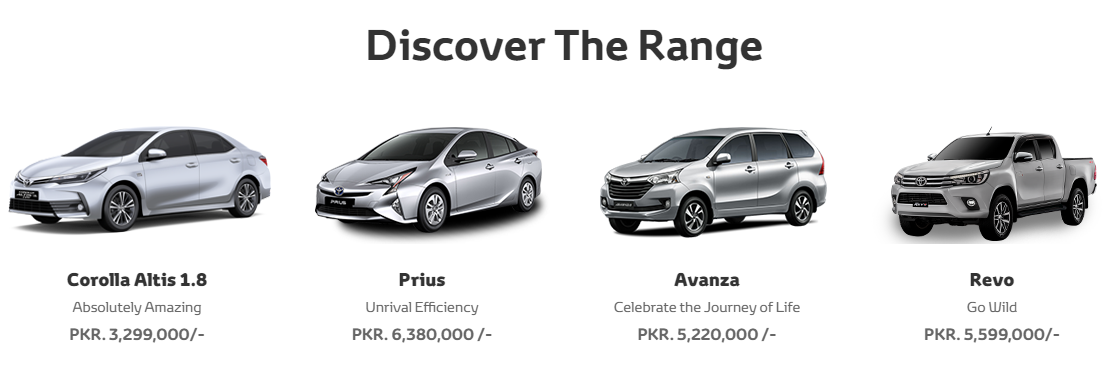 Discover The Range
PRIUS
Corolla Altis 1.8
Prius
Avanza
Revo
Absolutely Amazing
Unrival Efficiency
Celebrate the Journey of Life
Go Wild
PKR. 3,299,000/-
PKR. 6,380,000 /-
PKR. 5,220,000 /-
PKR. 5,599,000/-